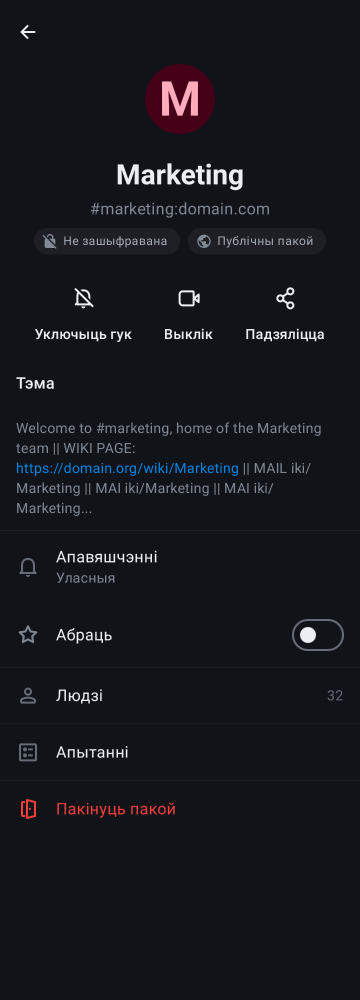 M
Marketing
#marketing:domain.com
Не зашыфравана
Публічны пакой
Уключыць гук
Выклік
Падзяліцца
Тэма
Welcome to #marketing, home of the Marketing
team || WIKI PAGE:
https://domain.org/wiki/Marketing || MAIL iki/
Marketing || MAI iki/Marketing || MAI iki/
Marketing...
Апавяшчэнні
Уласныя
Абраць
Людзі
32
Апытанні
Пакінуць пакой